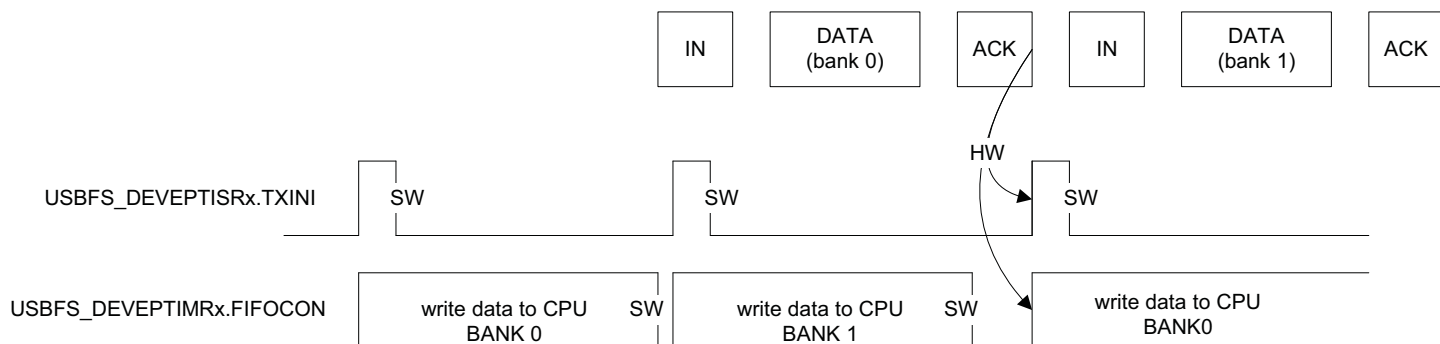 IN
DATA
(bank 0)
ACK
IN
DATA
(bank 1)
ACK
HW
USBFS_DEVEPTISRx.TXINI
SW
SW
SW
USBFS_DEVEPTIMRx.FIFOCON
write data to CPU
BANK 0
SW
write data to CPU
BANK 1
SW
write data to CPU
BANK0